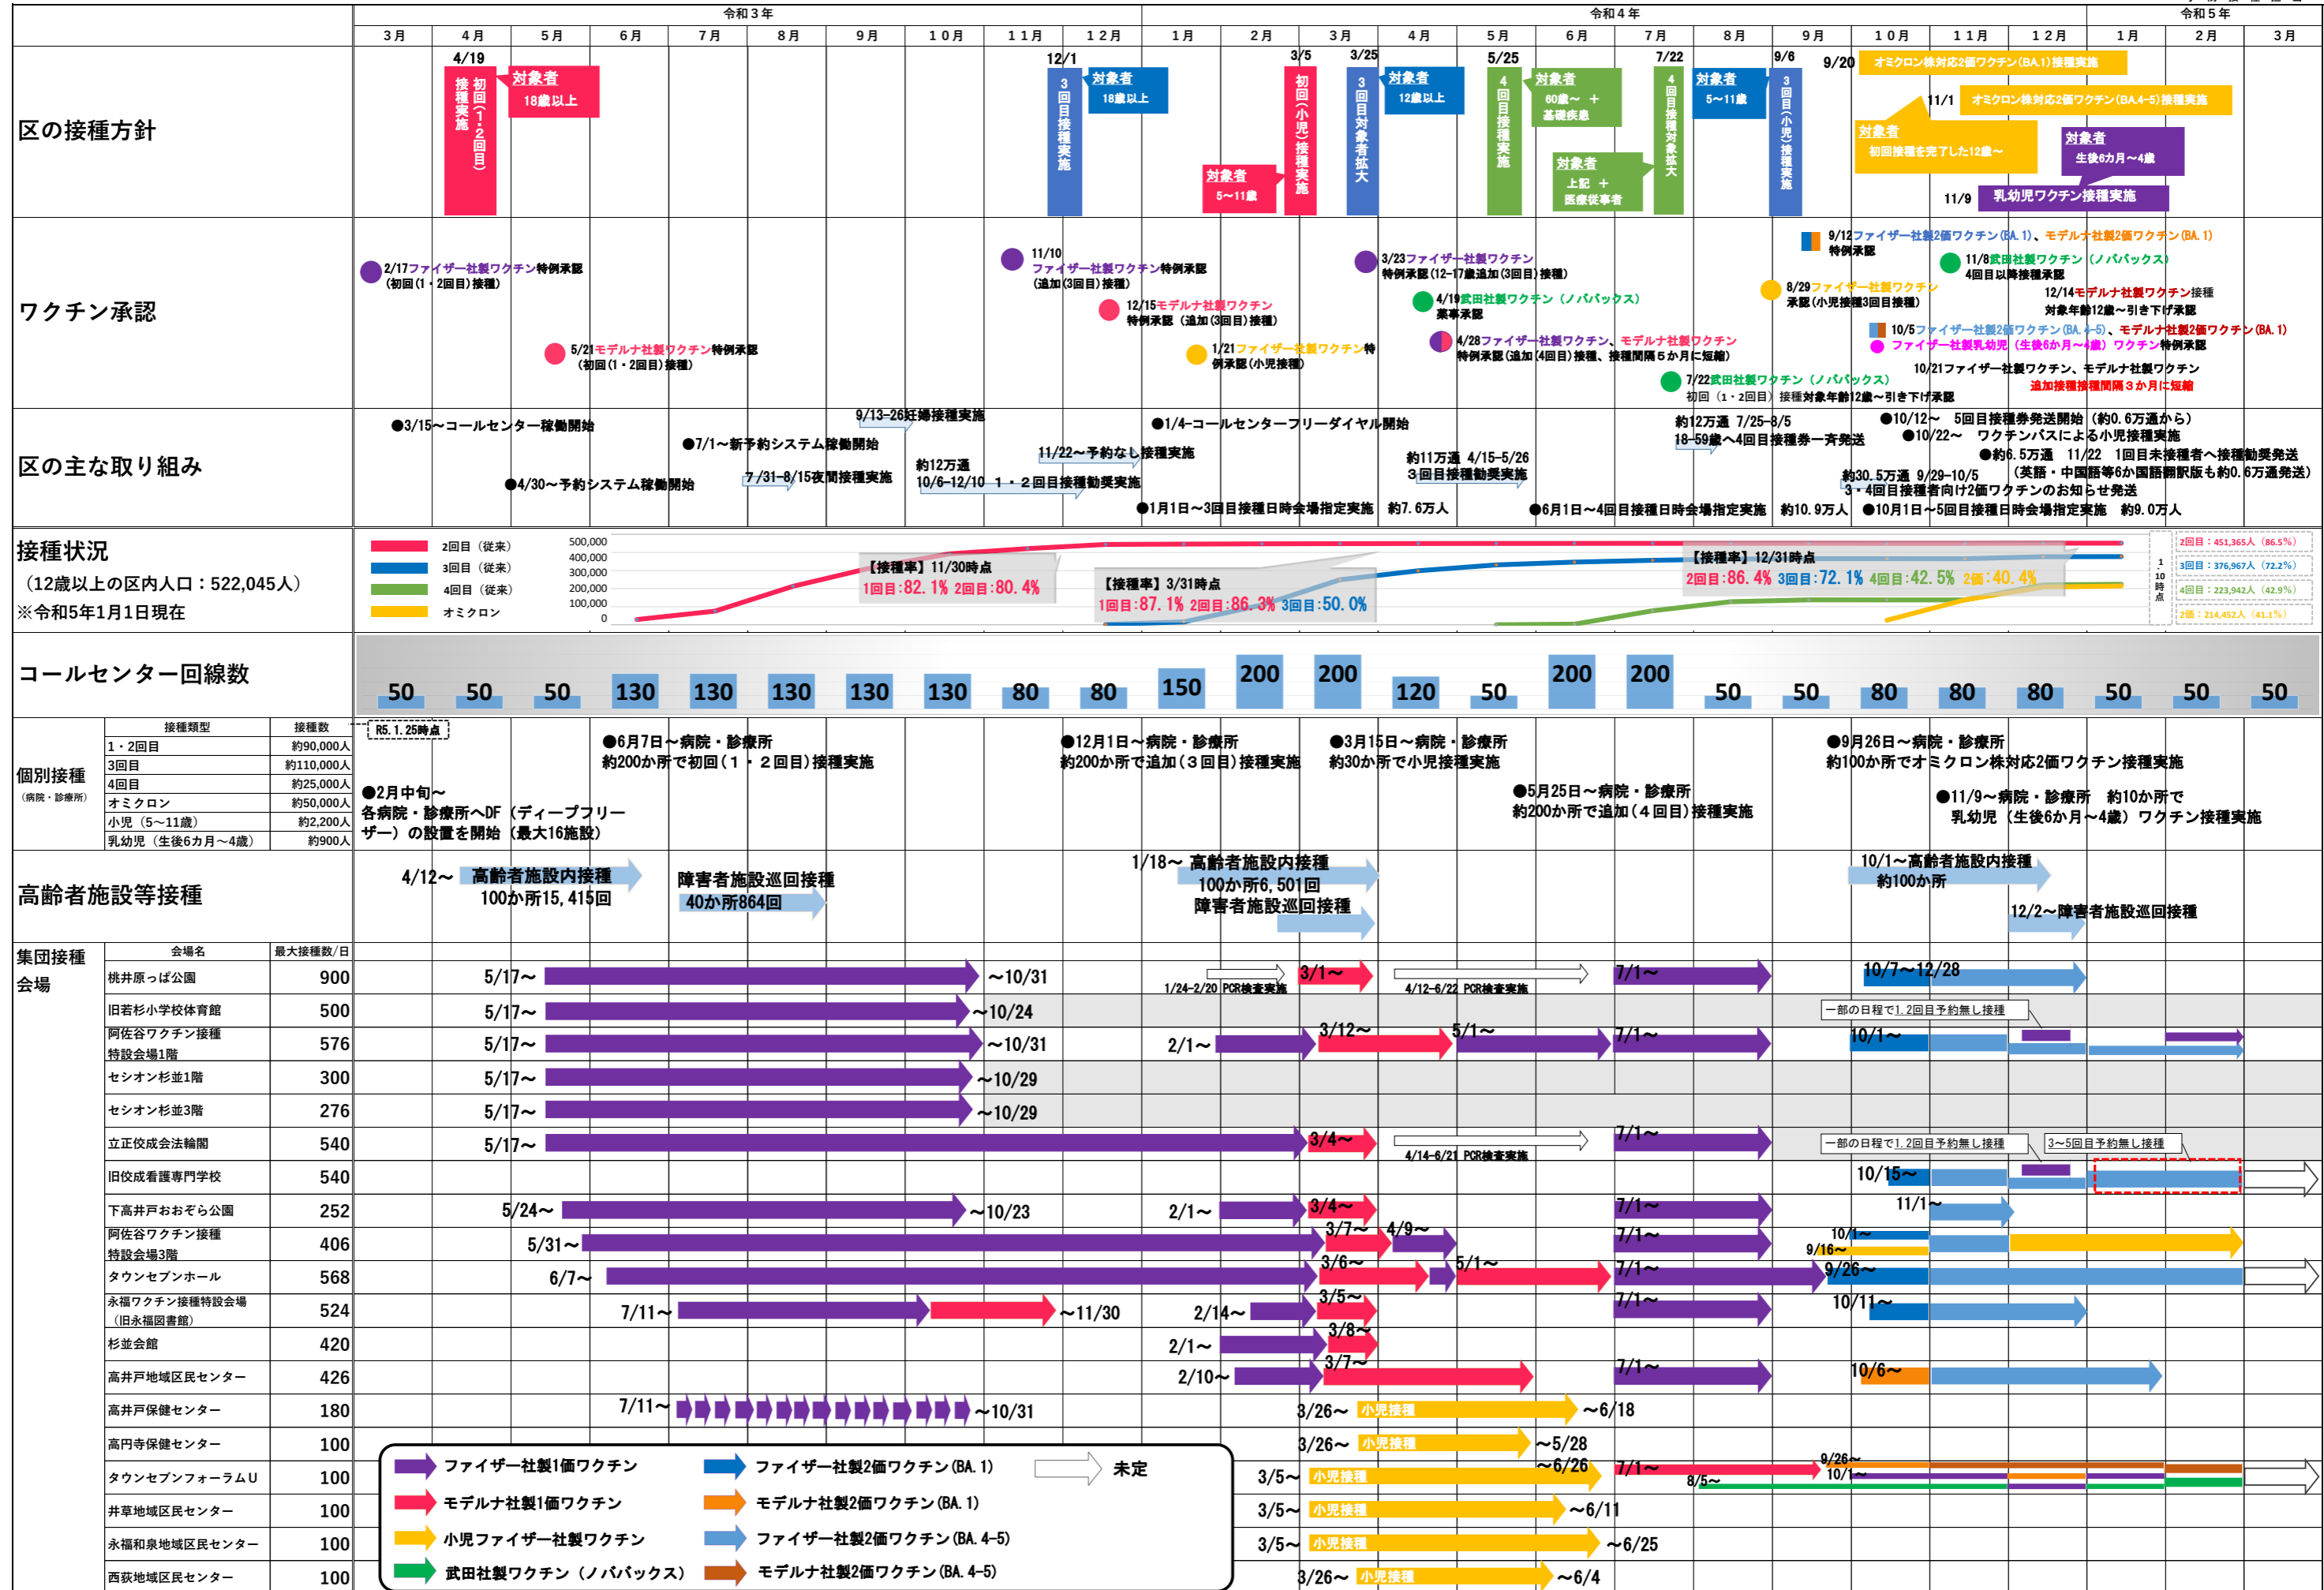 令和３年
令和４年
令和５年
３月 ４月 ５月 ６月 ７月 ８月 ９月 １０月 １１月 １２月 １月 ２月 ３月 ４月 ５月 ６月 ７月 ８月 ９月 １０月 １１月 １２月 １月 ２月 ３月
区の接種方針
4/19
初回(1・2回目)接種実施
対象者
18歳以上
12/1
3回目接種実施
対象者
18歳以上
対象者
5～11歳
3/5
初回(小児)接種実施
3/25
3回目対象者拡大
対象者
12歳以上
5/25
4回目接種実施
対象者
60歳～ ＋
基礎疾患
対象者
上記 ＋
医療従事者
7/22
4回目接種対象拡大
対象者
5～11歳
9/6
3回目(小児)接種実施
9/20
オミクロン株対応2価ワクチン(BA.1)接種実施
11/1
オミクロン株対応2価ワクチン(BA.4-5)接種実施
対象者
初回接種を完了した12歳～
対象者
生後6カ月～4歳
11/9
乳幼児ワクチン接種実施
ワクチン承認
2/17ファイザー社製ワクチン特例承認
(初回(1・2回目)接種)
5/21モデルナ社製ワクチン特例承認
(初回(1・2回目)接種)
11/10
ファイザー社製ワクチン特例承認
(追加(3回目)接種)
12/15モデルナ社製ワクチン
特例承認（追加(3回目)接種)
1/21ファイザー社製ワクチン特
例承認(小児接種)
3/23ファイザー社製ワクチン
特例承認(12-17歳追加(3回目)接種)
4/19武田社製ワクチン（ノババックス）
薬事承認
4/28ファイザー社製ワクチン、モデルナ社製ワクチン
特例承認(追加(4回目)接種、接種間隔５か月に短縮)
7/22武田社製ワクチン（ノババックス）
初回（1・2回目）接種対象年齢12歳～引き下げ承認
9/12ファイザー社製2価ワクチン(BA.1)、モデルナ社製2価ワクチン(BA.1)
特例承認
8/29ファイザー社製ワクチン
承認(小児接種3回目接種)
11/8武田社製ワクチン（ノババックス）
4回目以降接種承認
12/14モデルナ社製ワクチン接種
対象年齢12歳～引き下げ承認
10/5ファイザー社製2価ワクチン(BA.4-5)、モデルナ社製2価ワクチン(BA.1)
ファイザー社製乳幼児（生後6か月～4歳）ワクチン特例承認
10/21ファイザー社製ワクチン、モデルナ社製ワクチン
追加接種接種間隔３か月に短縮
区の主な取り組み
●3/15～コールセンター稼働開始
●4/30～予約システム稼働開始
●7/1～新予約システム稼働開始
7/31-8/15夜間接種実施
9/13-26妊婦接種実施
約12万通
10/6-12/10 １・２回目接種勧奨実施
11/22～予約なし接種実施
●1/4-コールセンターフリーダイヤル開始
●1月1日～3回目接種日時会場指定実施 約7.6万人
約11万通 4/15-5/26
３回目接種勧奨実施
●6月1日～4回目接種日時会場指定実施 約10.9万人
約12万通 7/25-8/5
18-59歳へ4回目接種券一斉発送
●10/12～ 5回目接種券発送開始（約0.6万通から）
●10/22～ ワクチンバスによる小児接種実施
●約6.5万通 11/22 1回目未接種者へ接種勧奨発送
（英語・中国語等6か国語翻訳版も約0.6万通発送）
約30.5万通 9/29-10/5
3・4回目接種者向け2価ワクチンのお知らせ発送
●10月1日～5回目接種日時会場指定実施 約9.0万人
接種状況
（12歳以上の区内人口：522,045人）
※令和5年1月1日現在
2回目（従来）
3回目（従来）
4回目（従来）
オミクロン
500,000
400,000
300,000
200,000
100,000
0
【接種率】11/30時点
1回目:82.1% 2回目:80.4%
【接種率】3/31時点
1回目:87.1% 2回目:86.3% 3回目:50.0%
【接種率】12/31時点
2回目:86.4% 3回目:72.1% 4回目:42.5% 2価:40.4%
1・10時点
2回目：451,365人（86.5%）
3回目：376,967人（72.2%）
4回目：223,942人（42.9%）
2価：214,452人（41.1%）
コールセンター回線数
50 50 50 130 130 130 130 130 80 80 150 200 200 120 50 200 200 50 50 80 80 80 50 50 50
個別接種
（病院・診療所）
接種類型 接種数
1・2回目 約90,000人
3回目 約110,000人
4回目 約25,000人
オミクロン 約50,000人
小児（5～11歳） 約2,200人
乳幼児（生後6カ月～4歳） 約900人
R5.1.25時点
●2月中旬～
各病院・診療所へDF（ディープフリー
ザー）の設置を開始（最大16施設）
●6月7日～病院・診療所
約200か所で初回(１・２回目)接種実施
●12月1日～病院・診療所
約200か所で追加(３回目)接種実施
●3月15日～病院・診療所
約30か所で小児接種実施
●5月25日～病院・診療所
約200か所で追加(４回目)接種実施
●9月26日～病院・診療所
約100か所でオミクロン株対応2価ワクチン接種実施
●11/9～病院・診療所 約10か所で
乳幼児（生後6か月～4歳）ワクチン接種実施
高齢者施設等接種
4/12～ 高齢者施設内接種
100か所15,415回
障害者施設巡回接種
40か所864回
1/18～ 高齢者施設内接種
100か所6,501回
障害者施設巡回接種
10/1～高齢者施設内接種
約100か所
12/2～障害者施設巡回接種
集団接種
会場
会場名 最大接種数/日
桃井原っぱ公園 900 5/17～ ～10/31 1/24-2/20 PCR検査実施 3/1～ 4/12-6/22 PCR検査実施 7/1～ 10/7～12/28
旧若杉小学校体育館 500 5/17～ ～10/24
一部の日程で1.2回目予約無し接種
阿佐谷ワクチン接種
特設会場1階 576 5/17～ ～10/31 2/1～ 3/12～ 5/1～ 7/1～ 10/1～
セシオン杉並1階 300 5/17～ ～10/29
セシオン杉並3階 276 5/17～ ～10/29
立正佼成会法輪閣 540 5/17～ 3/4～ 4/14-6/21 PCR検査実施 7/1～
一部の日程で1.2回目予約無し接種 3～5回目予約無し接種
旧佼成看護専門学校 540 10/15～
下高井戸おおぞら公園 252 5/24～ ～10/23 2/1～ 3/4～ 7/1～ 11/1～
阿佐谷ワクチン接種
特設会場3階 406 5/31～ 3/7～ 4/9～ 7/1～ 10/1～ 9/16～
タウンセブンホール 568 6/7～ 3/6～ 5/1～ 7/1～ 9/26～
永福ワクチン接種特設会場
（旧永福図書館） 524 7/11～ ～11/30 2/14～ 3/5～ 7/1～ 10/11～
杉並会館 420 2/1～ 3/8～
高井戸地域区民センター 426 2/10～ 3/7～ 7/1～ 10/6～
高井戸保健センター 180 7/11～ ～10/31 3/26～ 小児接種 ～6/18
高円寺保健センター 100 3/26～ 小児接種 ～5/28
タウンセブンフォーラムU 100 3/5～ 小児接種 ～6/26 7/1～ 8/5～ 9/26～ 10/1～
井草地域区民センター 100 3/5～ 小児接種 ～6/11
永福和泉地域区民センター 100 3/5～ 小児接種 ～6/25
西荻地域区民センター 100 3/26～ 小児接種 ～6/4
ファイザー社製1価ワクチン
ファイザー社製2価ワクチン(BA.1)
未定
モデルナ社製1価ワクチン
モデルナ社製2価ワクチン(BA.1)
小児ファイザー社製ワクチン
ファイザー社製2価ワクチン(BA.4-5)
武田社製ワクチン（ノババックス）
モデルナ社製2価ワクチン(BA.4-5)